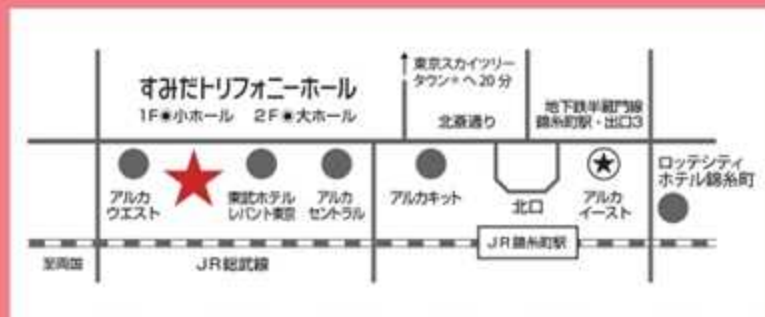 すみだトリフォニーホール
1F●小ホール 2F●大ホール
東京スカイツリー
タウン®へ20分
北斎通り
地下鉄半蔵門線
錦糸町駅・出口3
アルカ
ウエスト
東武ホテル
レバント東京
アルカ
セントラル
アルカキット
北口
アルカ
イースト
ロッテシティ
ホテル錦糸町
JR錦糸町駅
至両国
JR総武線